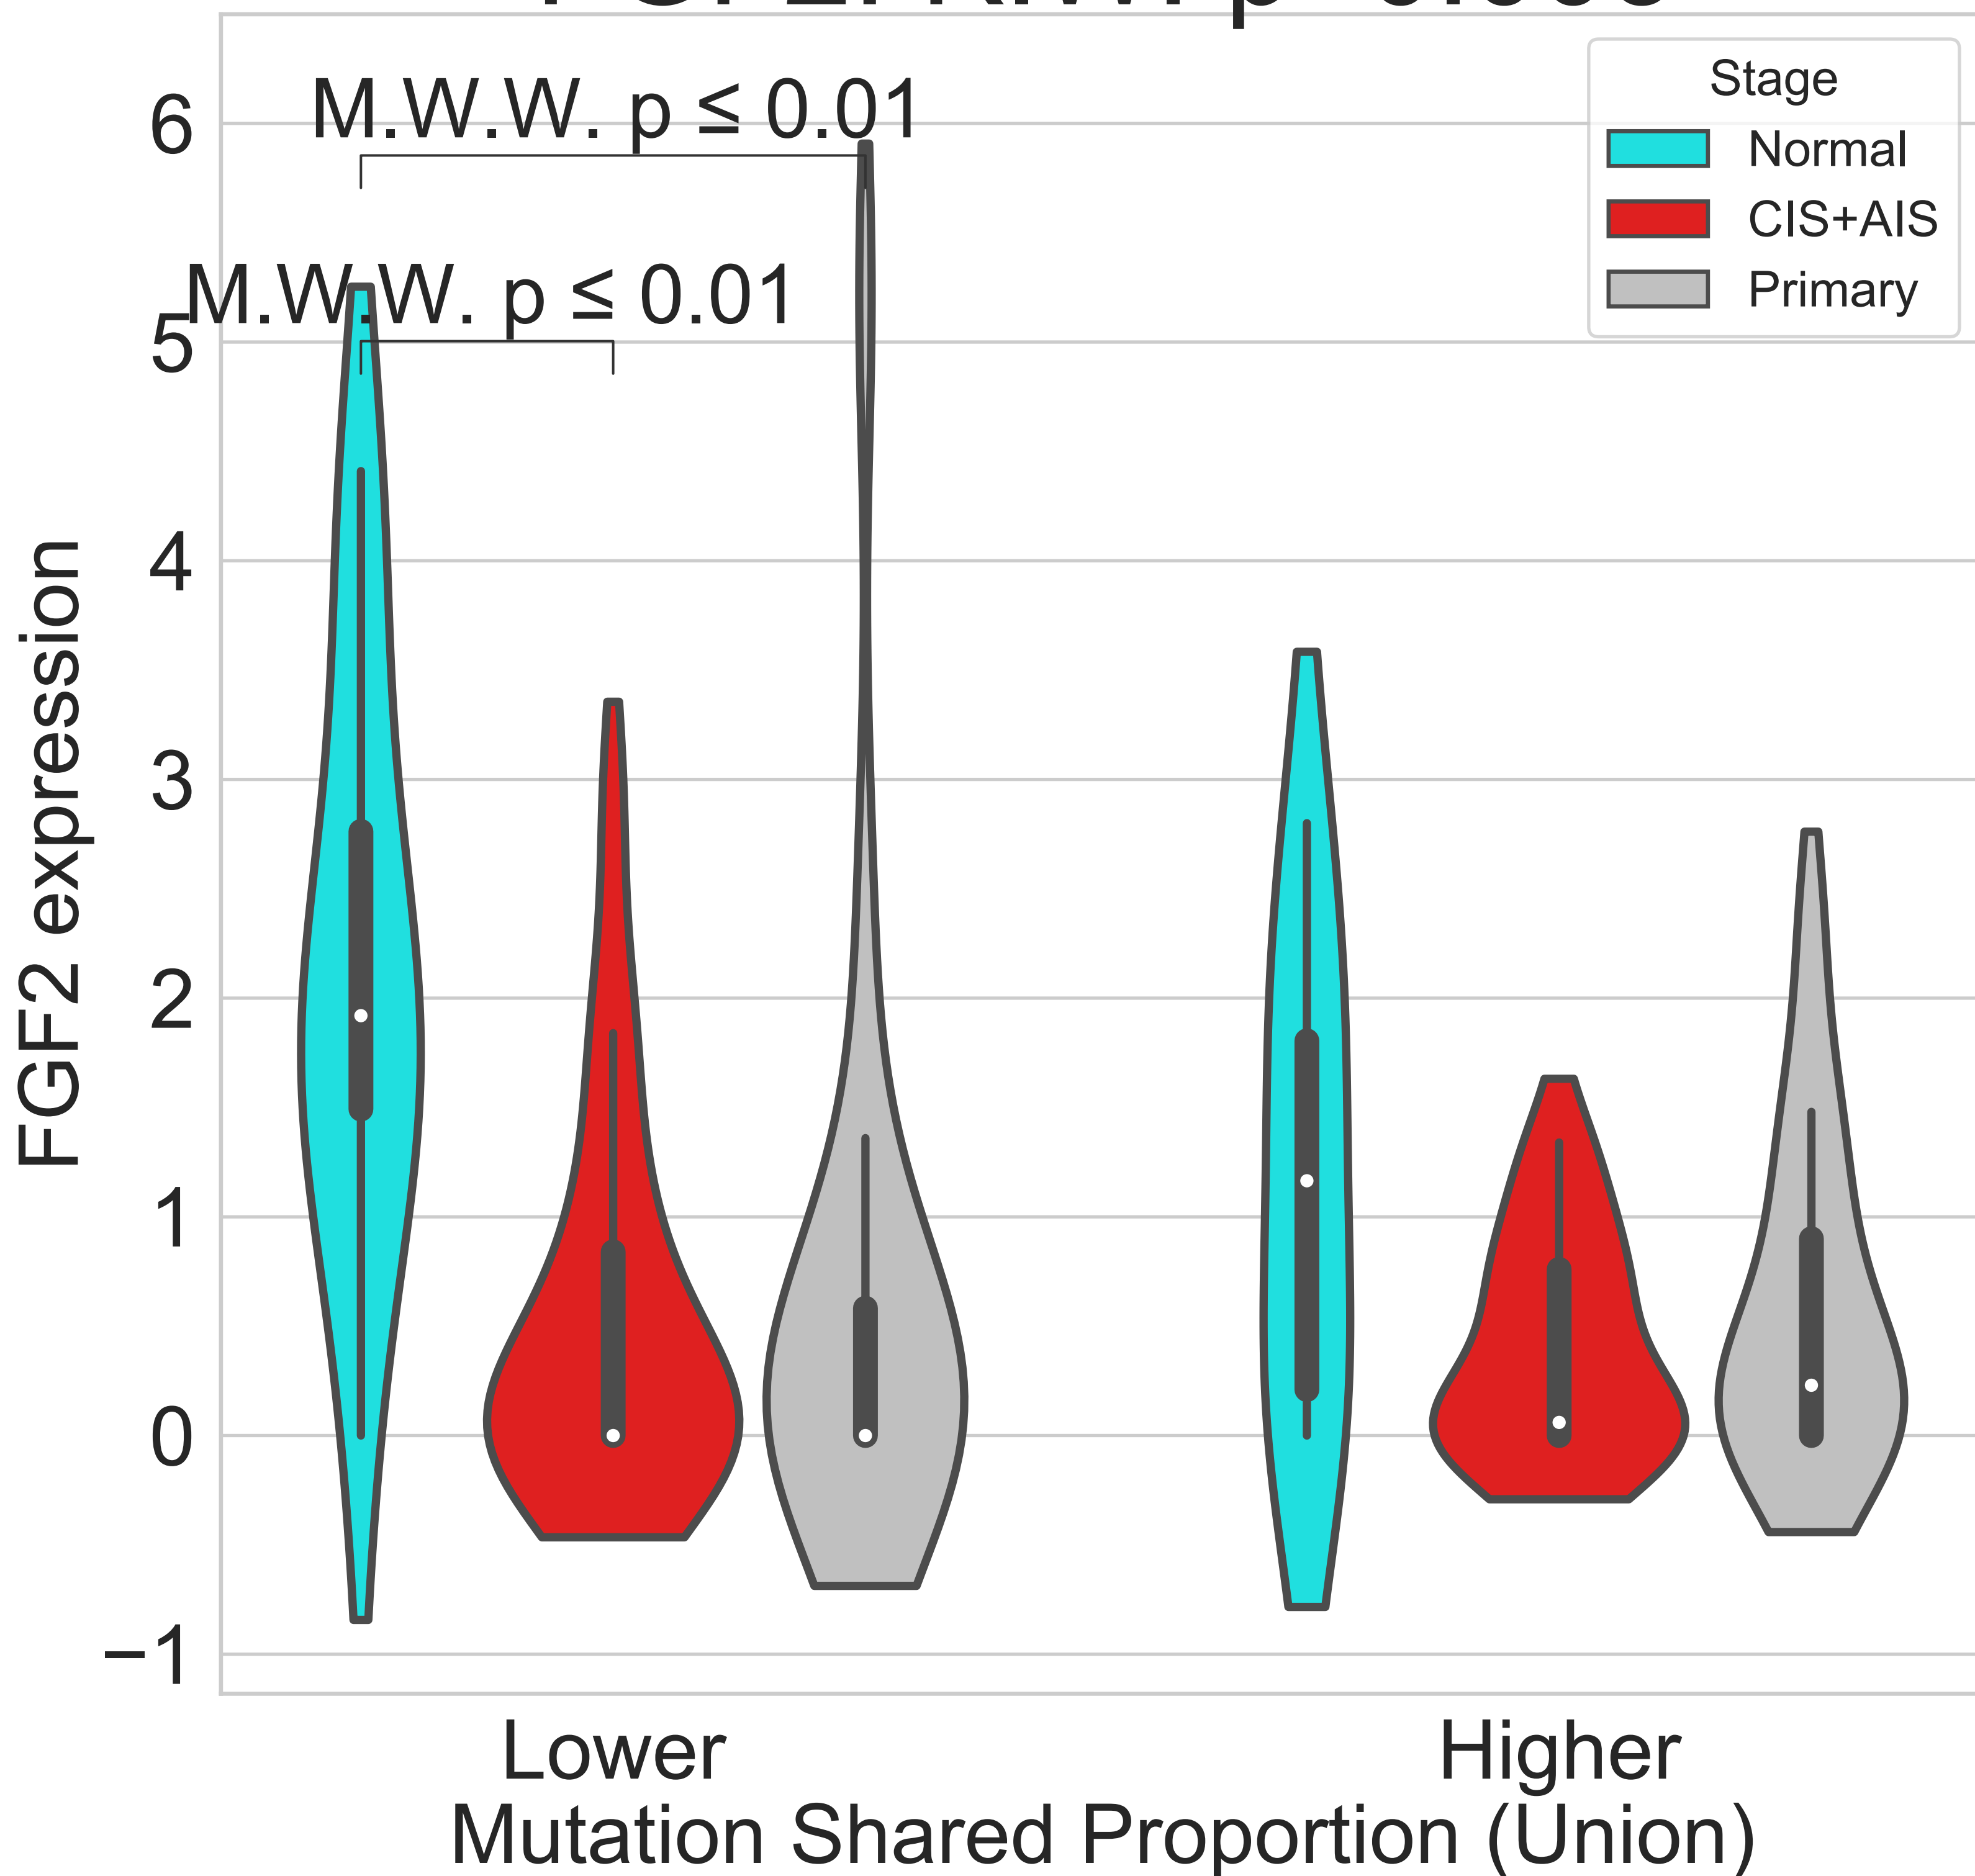 M.W.W. p ≤ 0.01
M.W.W. p ≤ 0.01
Stage
Normal
CIS+AIS
Primary
6
5
4
3
2
1
0
−1
FGF2 expression
Lower
Higher
Mutation Shared Proportion (Union)